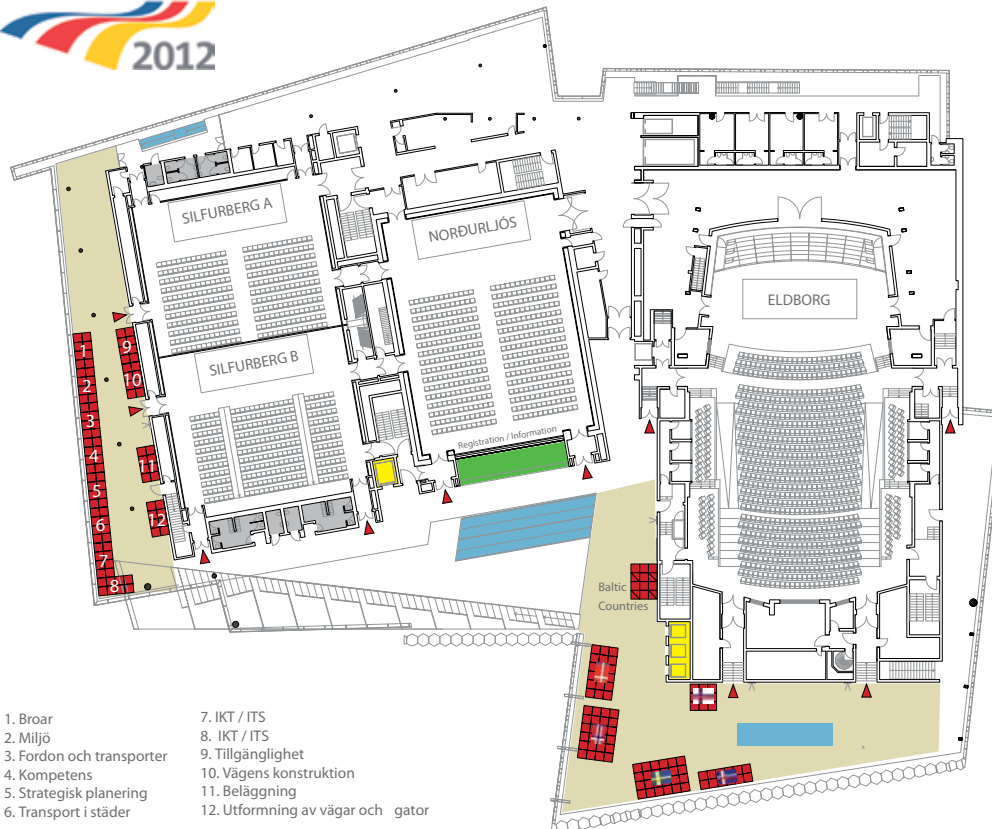 2012
SILFURBERG A
NORÐURLJÓS
ELDBORG
SILFURBERG B
Registration / Information
1
2
3
4
5
6
7
8
9
10
11
12
Baltic
Countries
1. Broar
2. Miljö
3. Fordon och transporter
4. Kompetens
5. Strategisk planering
6. Transport i städer
7. IKT / ITS
8. IKT / ITS
9. Tillgänglighet
10. Vägens konstruktion
11. Beläggning
12. Utformning av vägar och gator